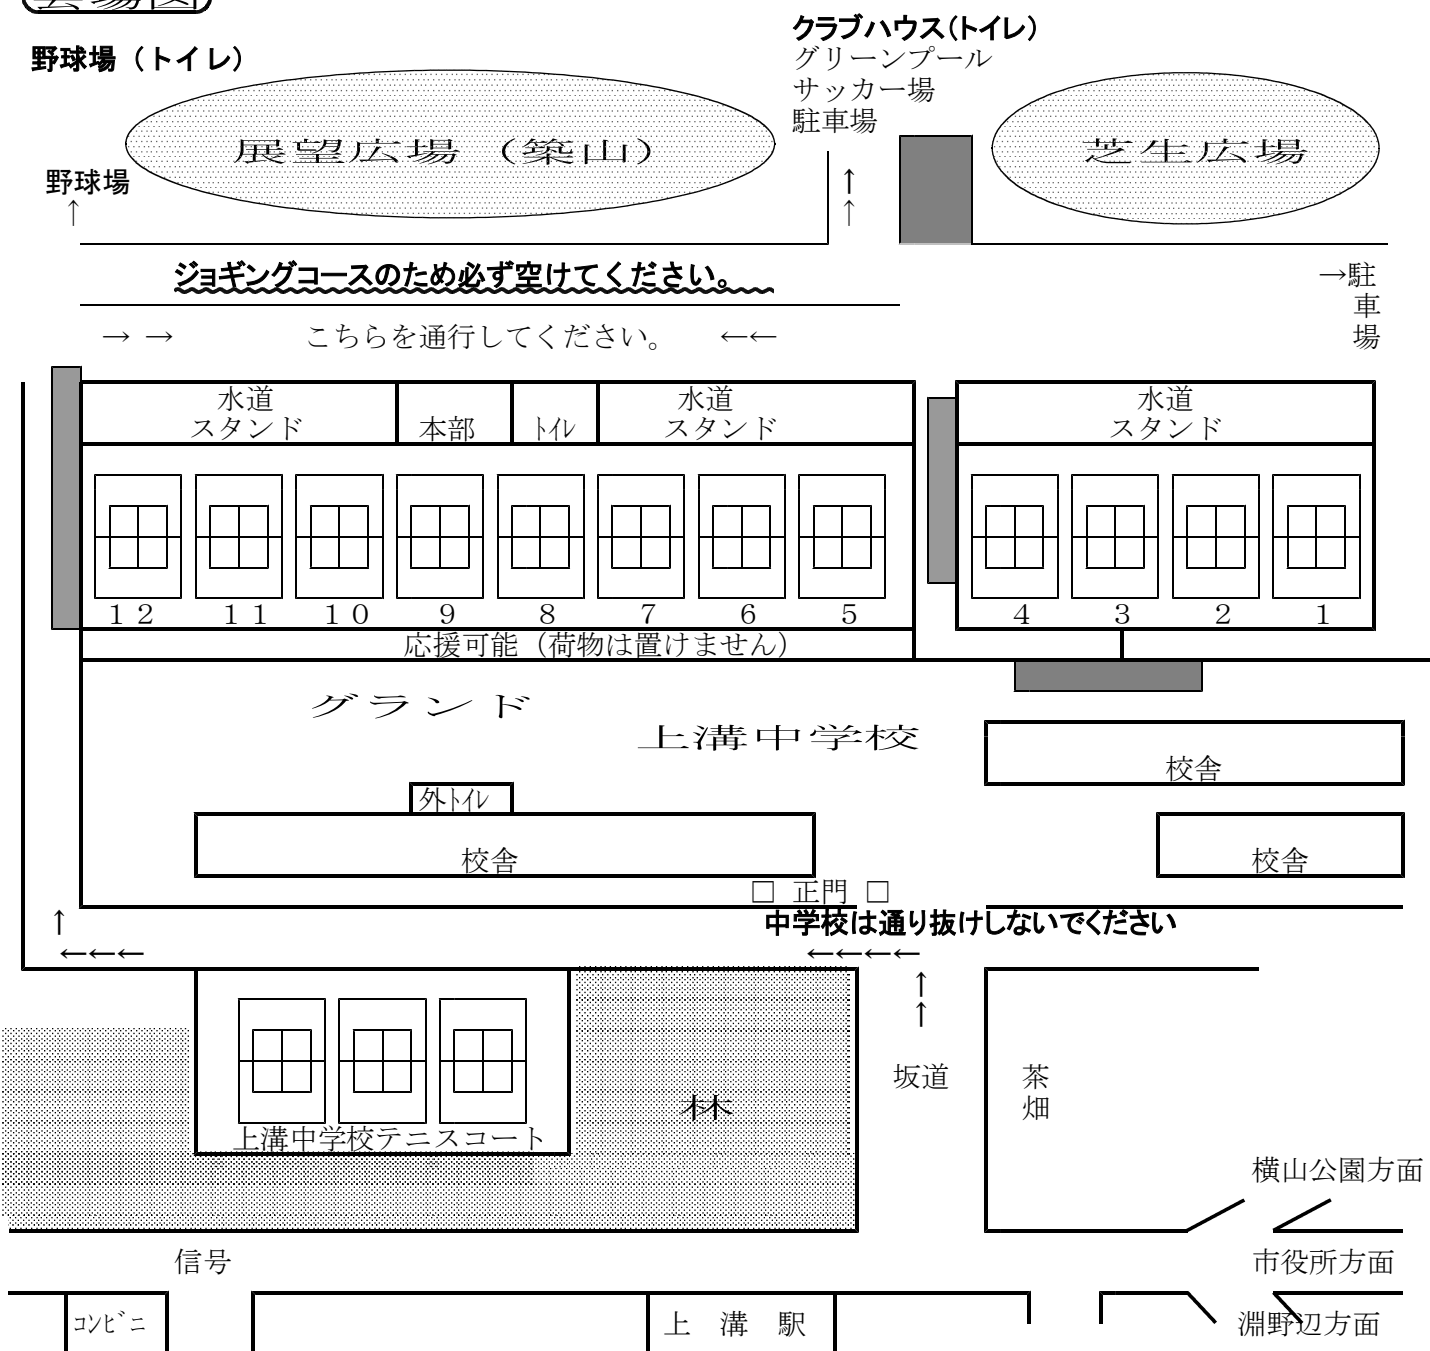 会場図
クラブハウス(トイレ)
野球場（トイレ）
グリーンプール
サッカー場
駐車場
展望広場（築山）
芝生広場
野球場
↑
↑
↑
ジョギングコースのため必ず空けてください。
→駐
車
場
→ →
こちらを通行してください。
←←
水道
スタンド
本部
ﾄｲﾚ
水道
スタンド
水道
スタンド
１２
１１
１０
９
８
７
６
５
４
３
２
１
応援可能（荷物は置けません）
グランド
上溝中学校
校舎
外ﾄｲﾚ
校舎
校舎
□ 正門 □
中学校は通り抜けしないでください
↑
←←←
←←←←
↑
↑
坂道
茶
畑
林
上溝中学校テニスコート
横山公園方面
信号
市役所方面
ｺﾝﾋﾞﾆ
上 溝 駅
淵野辺方面